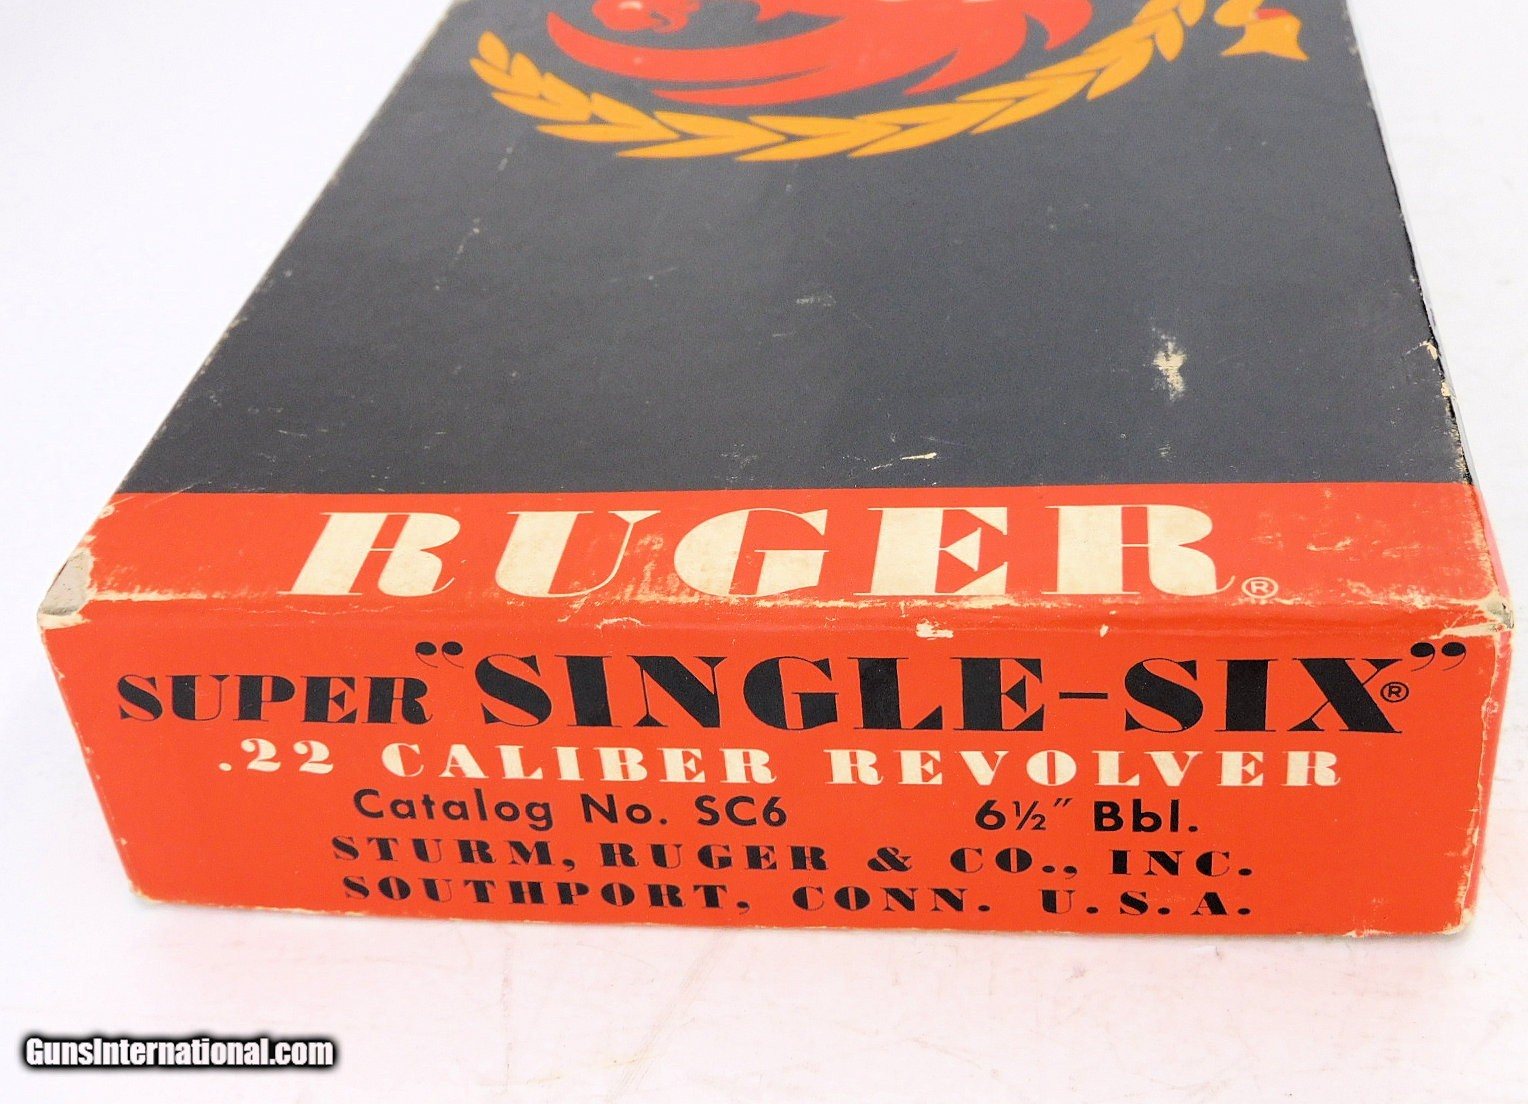 RUGER®
SUPER "SINGLE-SIX"®
.22 CALIBER REVOLVER
Catalog No. SC6 6½" Bbl.
STURM, RUGER & CO., INC.
SOUTHPORT, CONN. U.S.A.
GunsInternational.com